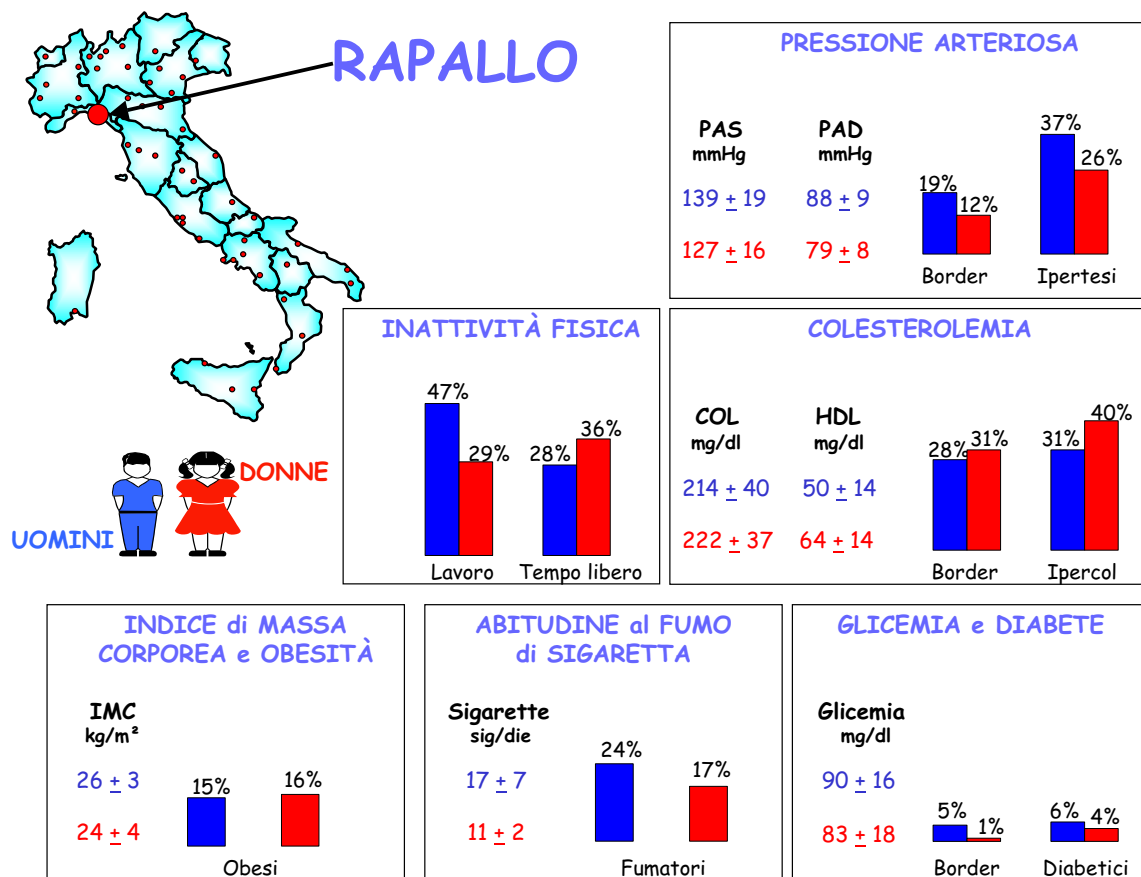 RAPALLO
PRESSIONE ARTERIOSA
PAS PAD
mmHg mmHg
139 + 19 88 + 9
127 + 16 79 + 8
19% 12% 37% 26%
Border Ipertesi
INATTIVITÀ FISICA
47% 29% 28% 36%
Lavoro Tempo libero
COLESTEROLEMIA
COL HDL
mg/dl mg/dl
214 + 40 50 + 14
222 + 37 64 + 14
28% 31% 31% 40%
Border Ipercol
DONNE
UOMINI
INDICE di MASSA
CORPOREA e OBESITÀ
IMC
kg/m²
26 + 3
24 + 4
15% 16%
Obesi
ABITUDINE al FUMO
di SIGARETTA
Sigarette
sig/die
17 + 7
11 + 2
24% 17%
Fumatori
GLICEMIA e DIABETE
Glicemia
mg/dl
90 + 16
83 + 18
5% 1% 6% 4%
Border Diabetici